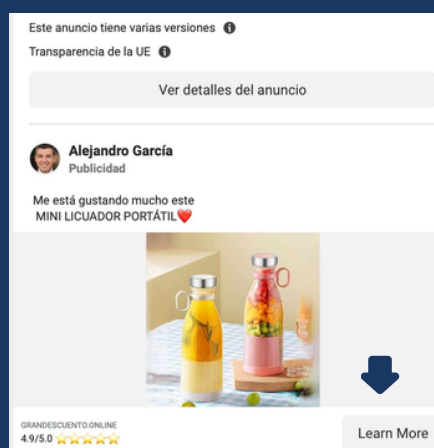 Este anuncio tiene varias versiones
Transparencia de la UE
Ver detalles del anuncio
Alejandro García
Publicidad
Me está gustando mucho este
MINI LICUADOR PORTÁTIL❤️
GRANDESCUENTO.ONLINE
4.9/5.0 ⭐⭐⭐⭐⭐
Learn More